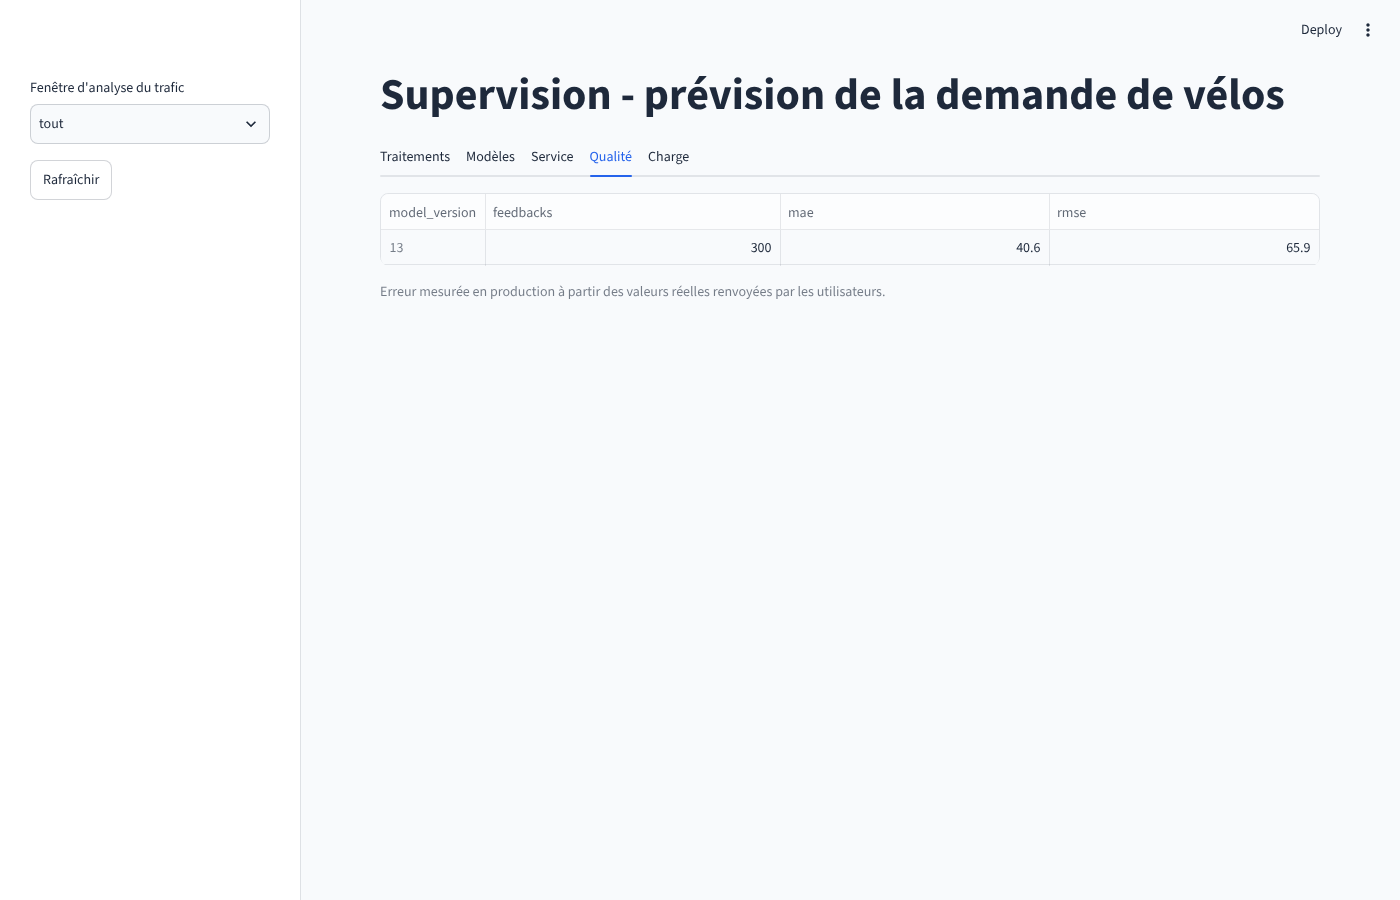 Deploy
Fenêtre d'analyse du trafic
tout
Rafraîchir
Supervision - prévision de la demande de vélos
Traitements Modèles Service Qualité Charge
model_version feedbacks mae rmse
13 300 40.6 65.9
Erreur mesurée en production à partir des valeurs réelles renvoyées par les utilisateurs.